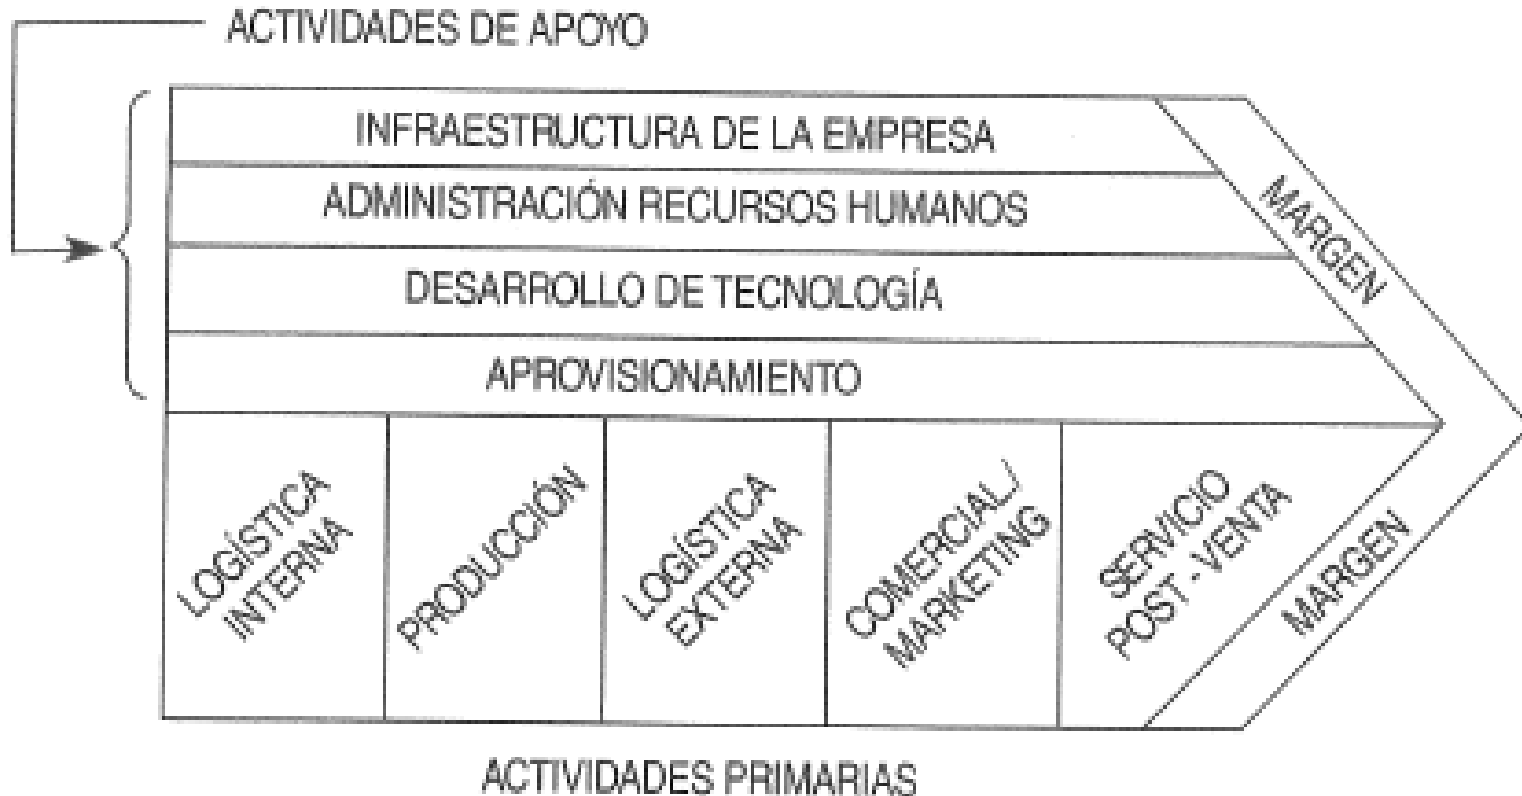 ACTIVIDADES DE APOYO
INFRAESTRUCTURA DE LA EMPRESA
ADMINISTRACIÓN RECURSOS HUMANOS
DESARROLLO DE TECNOLOGÍA
APROVISIONAMIENTO
MARGEN
LOGÍSTICA
INTERNA
PRODUCCIÓN
LOGÍSTICA
EXTERNA
COMERCIAL/
MARKETING
SERVICIO
POST - VENTA
MARGEN
ACTIVIDADES PRIMARIAS